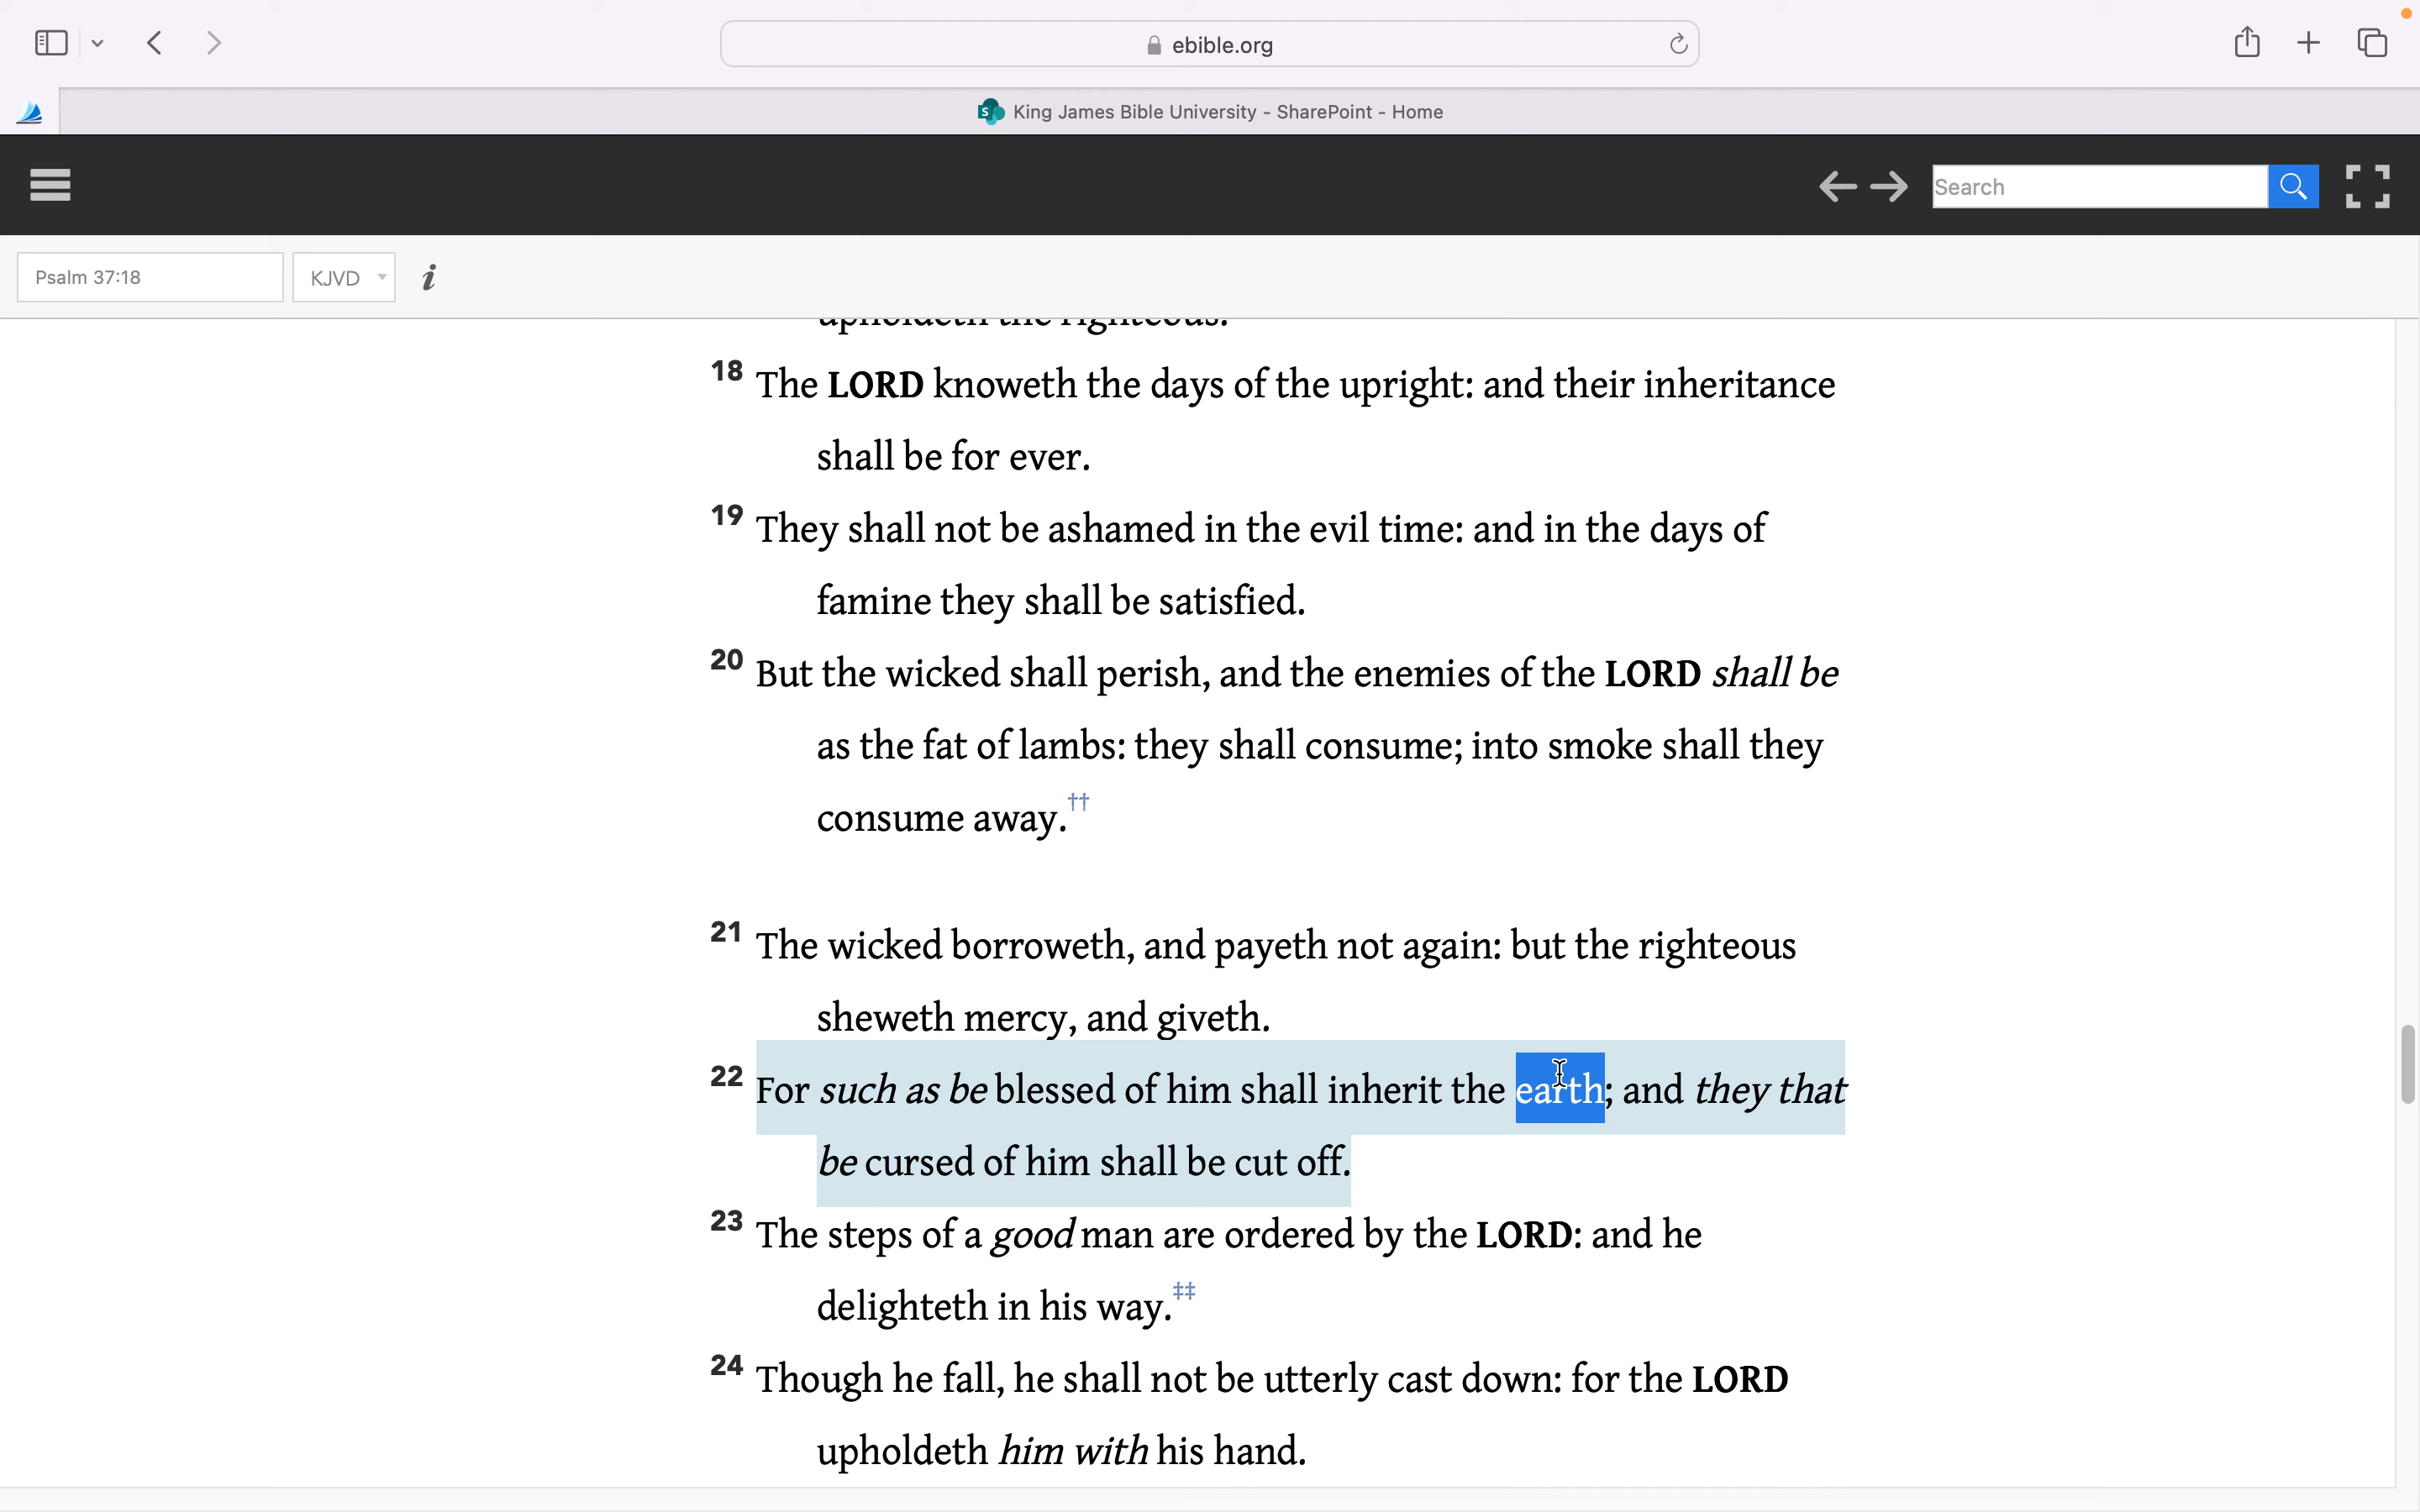 ebible.org
King James Bible University - SharePoint - Home
Search
Psalm 37:18
KJVD
i
upholdeth the righteous.
18 The LORD knoweth the days of the upright: and their inheritance
shall be for ever.
19 They shall not be ashamed in the evil time: and in the days of
famine they shall be satisfied.
20 But the wicked shall perish, and the enemies of the LORD shall be
as the fat of lambs: they shall consume; into smoke shall they
consume away.††
21 The wicked borroweth, and payeth not again: but the righteous
sheweth mercy, and giveth.
22 For such as be blessed of him shall inherit the earth; and they that
be cursed of him shall be cut off.
23 The steps of a good man are ordered by the LORD: and he
delighteth in his way.‡‡
24 Though he fall, he shall not be utterly cast down: for the LORD
upholdeth him with his hand.